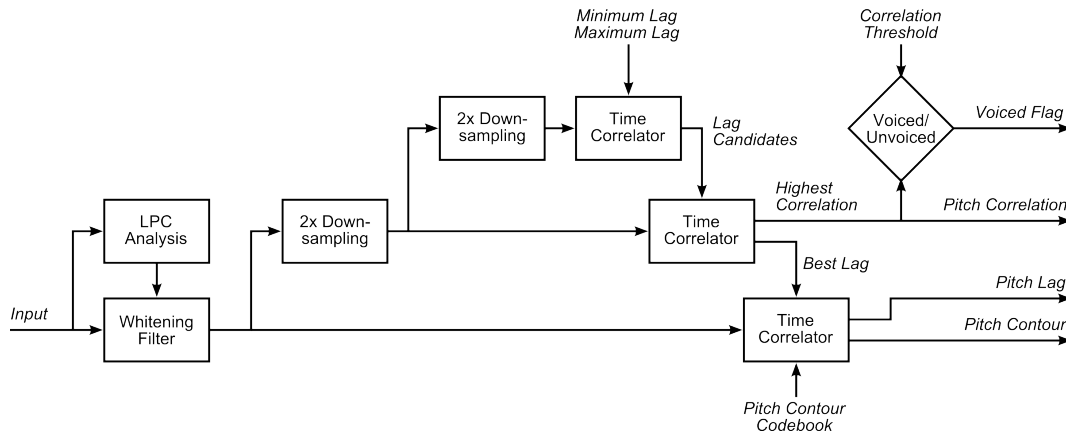 Minimum Lag
Maximum Lag
Correlation
Threshold
2x Down-
sampling
Time
Correlator
Lag
Candidates
Voiced/
Unvoiced
Voiced Flag
LPC
Analysis
2x Down-
sampling
Time
Correlator
Highest
Correlation
Pitch Correlation
Best Lag
Input
Whitening
Filter
Time
Correlator
Pitch Lag
Pitch Contour
Pitch Contour
Codebook